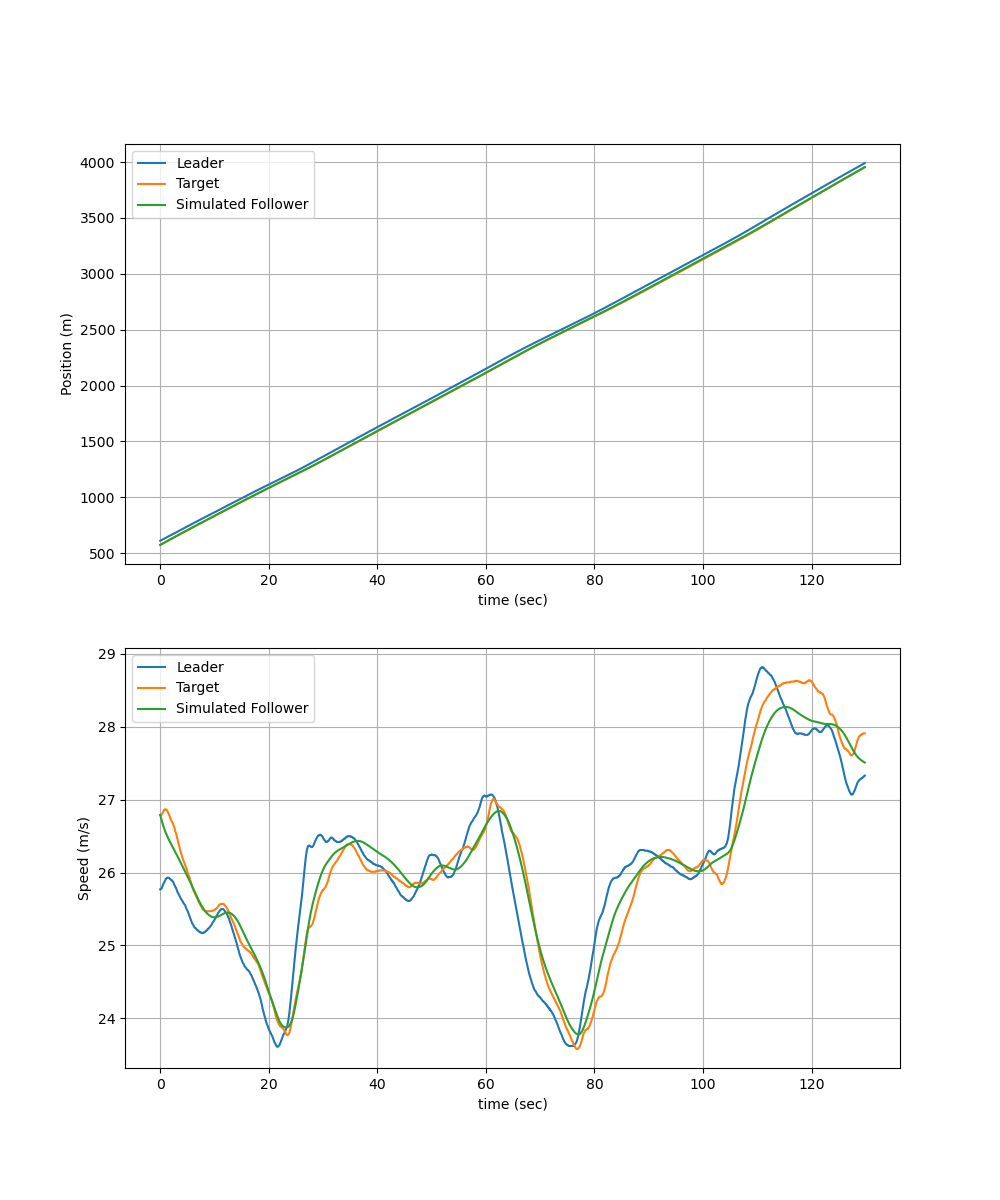 Leader
Target
Simulated Follower
4000
3500
3000
2500
2000
1500
1000
500
Position (m)
0 20 40 60 80 100 120
time (sec)
Leader
Target
Simulated Follower
29
28
27
26
25
24
Speed (m/s)
0 20 40 60 80 100 120
time (sec)